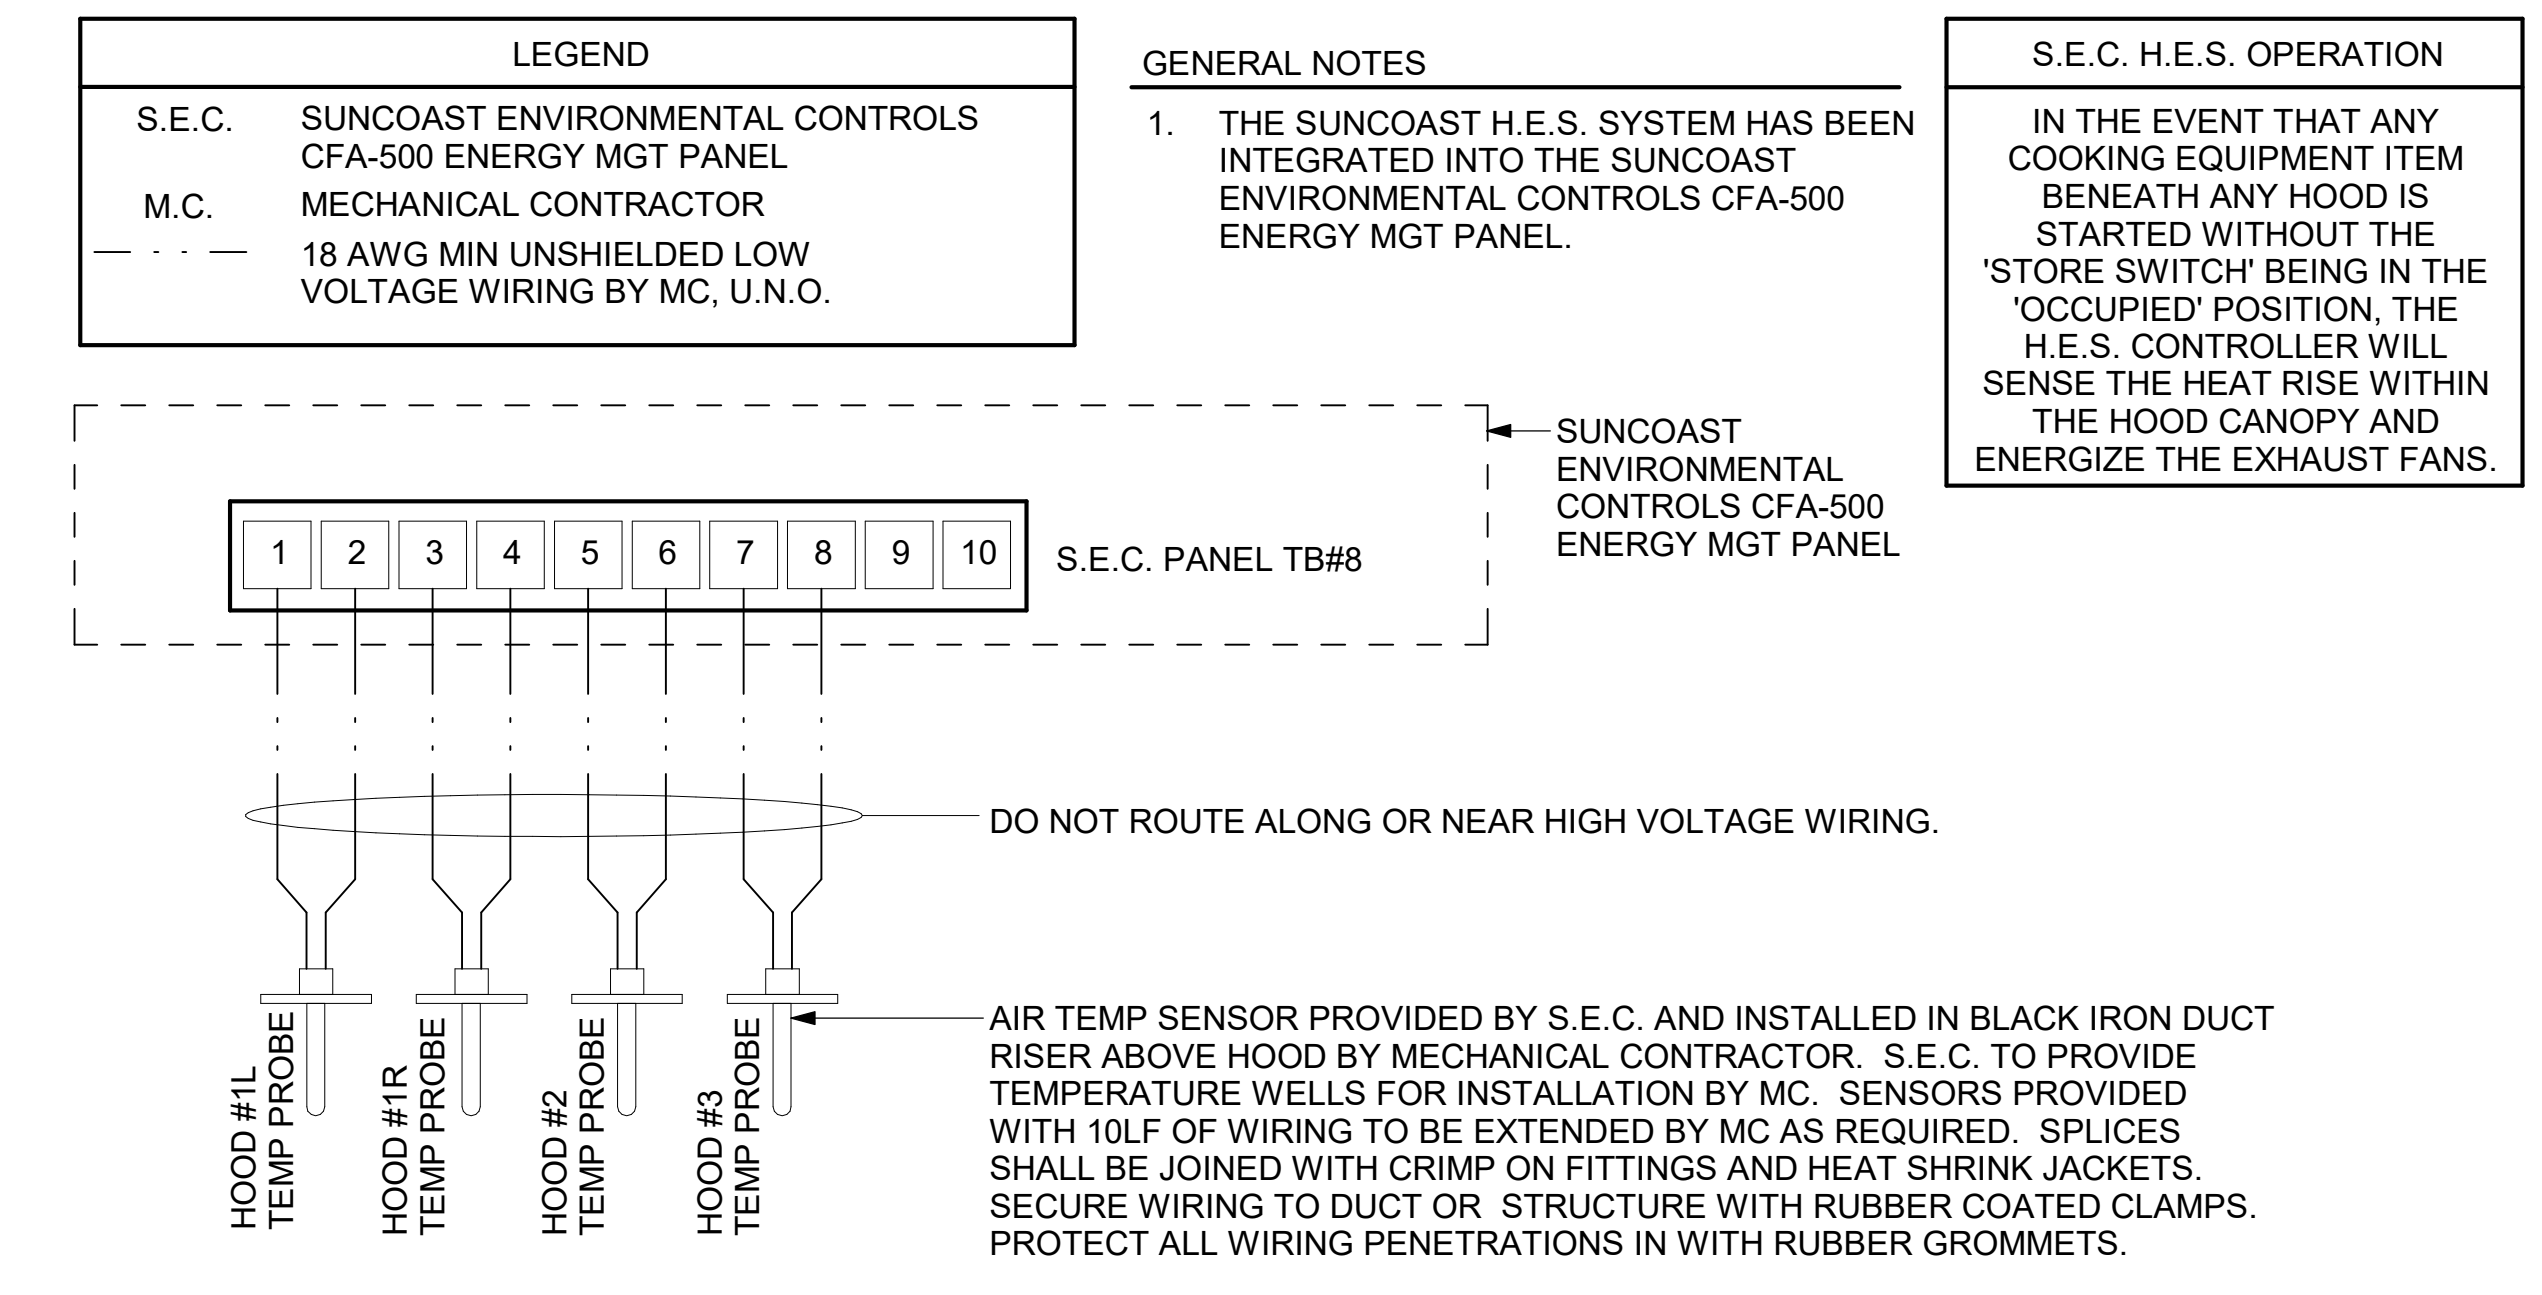 LEGEND
S.E.C. SUNCOAST ENVIRONMENTAL CONTROLS
CFA-500 ENERGY MGT PANEL
M.C. MECHANICAL CONTRACTOR
18 AWG MIN UNSHIELDED LOW
VOLTAGE WIRING BY MC, U.N.O.
GENERAL NOTES
1. THE SUNCOAST H.E.S. SYSTEM HAS BEEN
INTEGRATED INTO THE SUNCOAST
ENVIRONMENTAL CONTROLS CFA-500
ENERGY MGT PANEL.
S.E.C. H.E.S. OPERATION
IN THE EVENT THAT ANY
COOKING EQUIPMENT ITEM
BENEATH ANY HOOD IS
STARTED WITHOUT THE
'STORE SWITCH' BEING IN THE
'OCCUPIED' POSITION, THE
H.E.S. CONTROLLER WILL
SENSE THE HEAT RISE WITHIN
THE HOOD CANOPY AND
ENERGIZE THE EXHAUST FANS.
SUNCOAST
ENVIRONMENTAL
CONTROLS CFA-500
ENERGY MGT PANEL
1 2 3 4 5 6 7 8 9 10
S.E.C. PANEL TB#8
DO NOT ROUTE ALONG OR NEAR HIGH VOLTAGE WIRING.
HOOD #1L
TEMP PROBE
HOOD #1R
TEMP PROBE
HOOD #2
TEMP PROBE
HOOD #3
TEMP PROBE
AIR TEMP SENSOR PROVIDED BY S.E.C. AND INSTALLED IN BLACK IRON DUCT
RISER ABOVE HOOD BY MECHANICAL CONTRACTOR. S.E.C. TO PROVIDE
TEMPERATURE WELLS FOR INSTALLATION BY MC. SENSORS PROVIDED
WITH 10LF OF WIRING TO BE EXTENDED BY MC AS REQUIRED. SPLICES
SHALL BE JOINED WITH CRIMP ON FITTINGS AND HEAT SHRINK JACKETS.
SECURE WIRING TO DUCT OR STRUCTURE WITH RUBBER COATED CLAMPS.
PROTECT ALL WIRING PENETRATIONS IN WITH RUBBER GROMMETS.